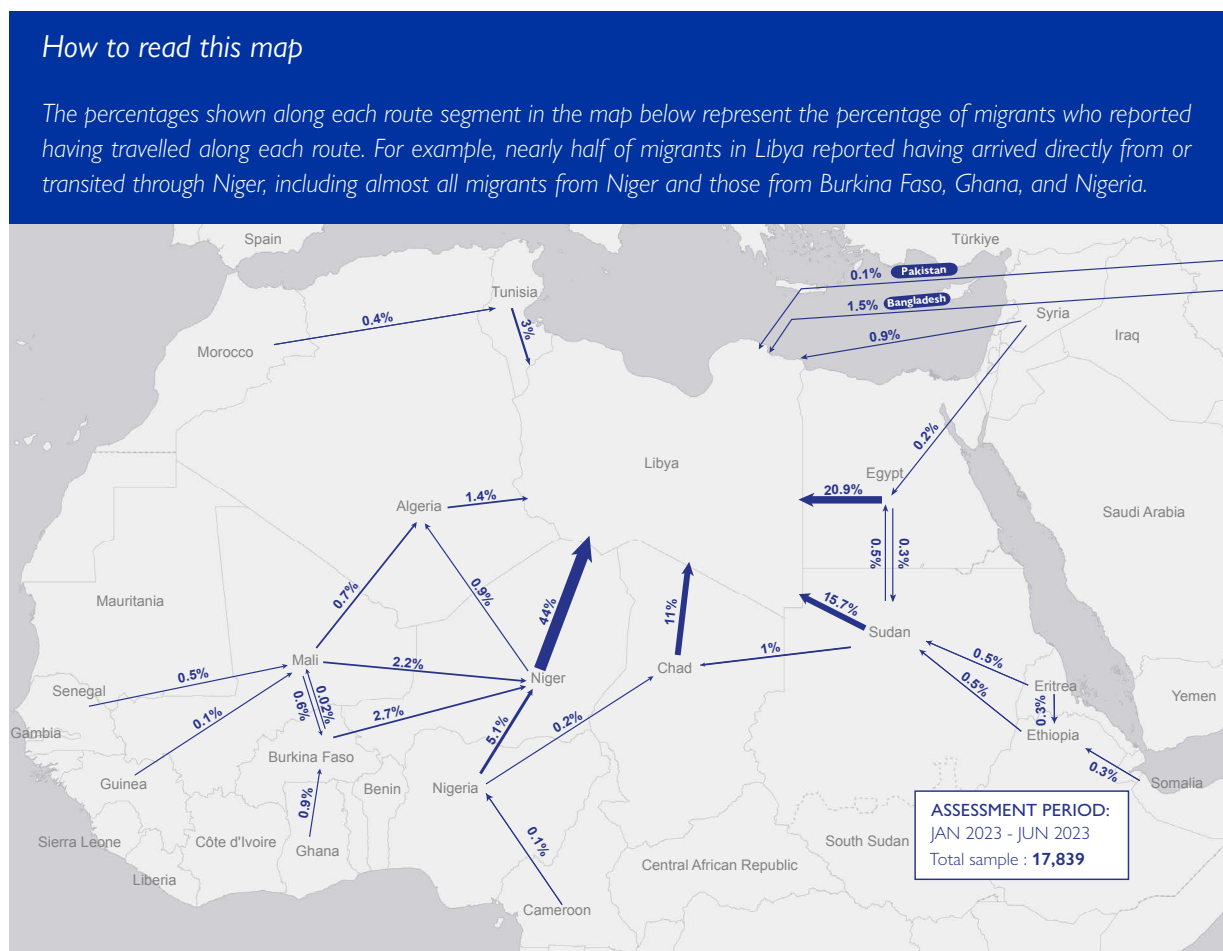 How to read this map
The percentages shown along each route segment in the map below represent the percentage of migrants who reported
having travelled along each route. For example, nearly half of migrants in Libya reported having arrived directly from or
transited through Niger, including almost all migrants from Niger and those from Burkina Faso, Ghana, and Nigeria.
Spain
Türkiye
0.1% Pakistan
Tunisia
1.5% Bangladesh
Syria
0.4%
3%
0.9%
Iraq
Morocco
0.2%
Libya
Egypt
20.9%
1.4%
Algeria
Saudi Arabia
0.5%
0.3%
0.7%
0.9%
44%
11%
15.7%
Mauritania
Sudan
Mali
2.2%
1%
0.5%
Chad
Niger
0.5%
Senegal
0.5%
Eritrea
Yemen
0.6%
0.02%
2.7%
0.2%
0.3%
0.1%
5.1%
Gambia
Ethiopia
Burkina Faso
0.3%
Guinea
Benin
Nigeria
Somalia
0.9%
ASSESSMENT PERIOD:
JAN 2023 - JUN 2023
Total sample : 17,839
Sierra Leone
Côte d'Ivoire
Ghana
0.1%
South Sudan
Central African Republic
Liberia
Cameroon